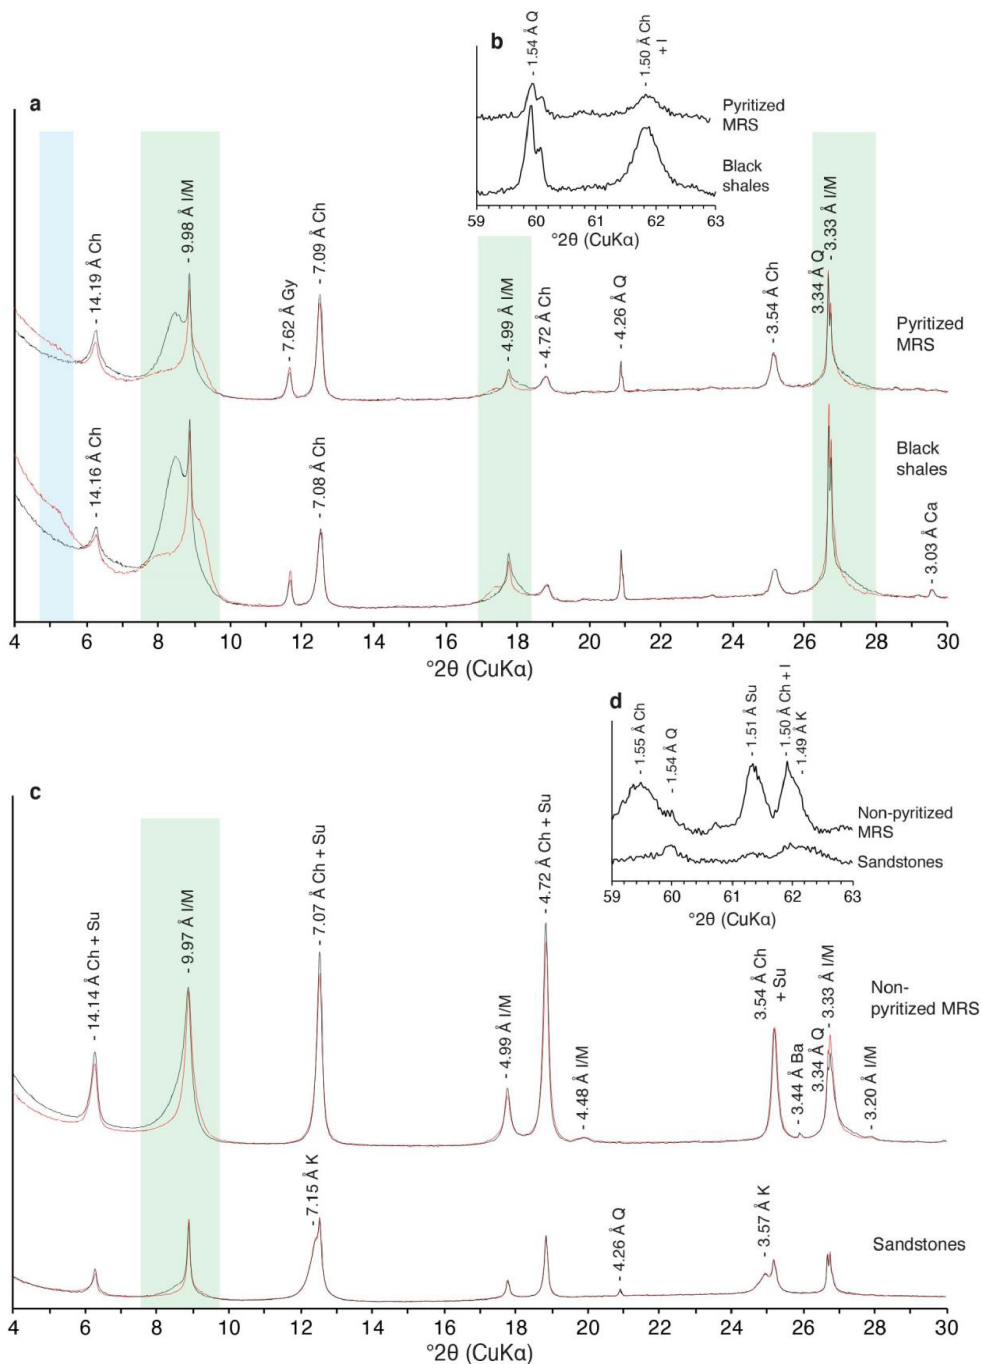 b
1.54 Å Q
1.50 Å Ch
+ I
Pyritized
MRS
Black
shales
59 60 61 62 63
°2θ (CuKα)
a
14.19 Å Ch
9.98 Å I/M
7.62 Å Gy
7.09 Å Ch
4.99 Å I/M
4.72 Å Ch
4.26 Å Q
3.54 Å Ch
3.34 Å Q
3.33 Å I/M
Pyritized
MRS
14.16 Å Ch
7.08 Å Ch
Black
shales
3.03 Å Ca
4 6 8 10 12 14 16 18 20 22 24 26 28 30
°2θ (CuKα)
d
1.55 Å Ch
1.54 Å Q
1.51 Å Su
1.50 Å Ch + I
1.49 Å K
Non-pyritized
MRS
Sandstones
59 60 61 62 63
°2θ (CuKα)
c
14.14 Å Ch + Su
9.97 Å I/M
7.07 Å Ch + Su
4.99 Å I/M
4.72 Å Ch + Su
4.48 Å I/M
3.54 Å Ch
+ Su
3.44 Å Ba
3.34 Å Q
3.33 Å I/M
3.20 Å I/M
Non-
pyritized MRS
7.15 Å K
4.26 Å Q
3.57 Å K
Sandstones
4 6 8 10 12 14 16 18 20 22 24 26 28 30
°2θ (CuKα)